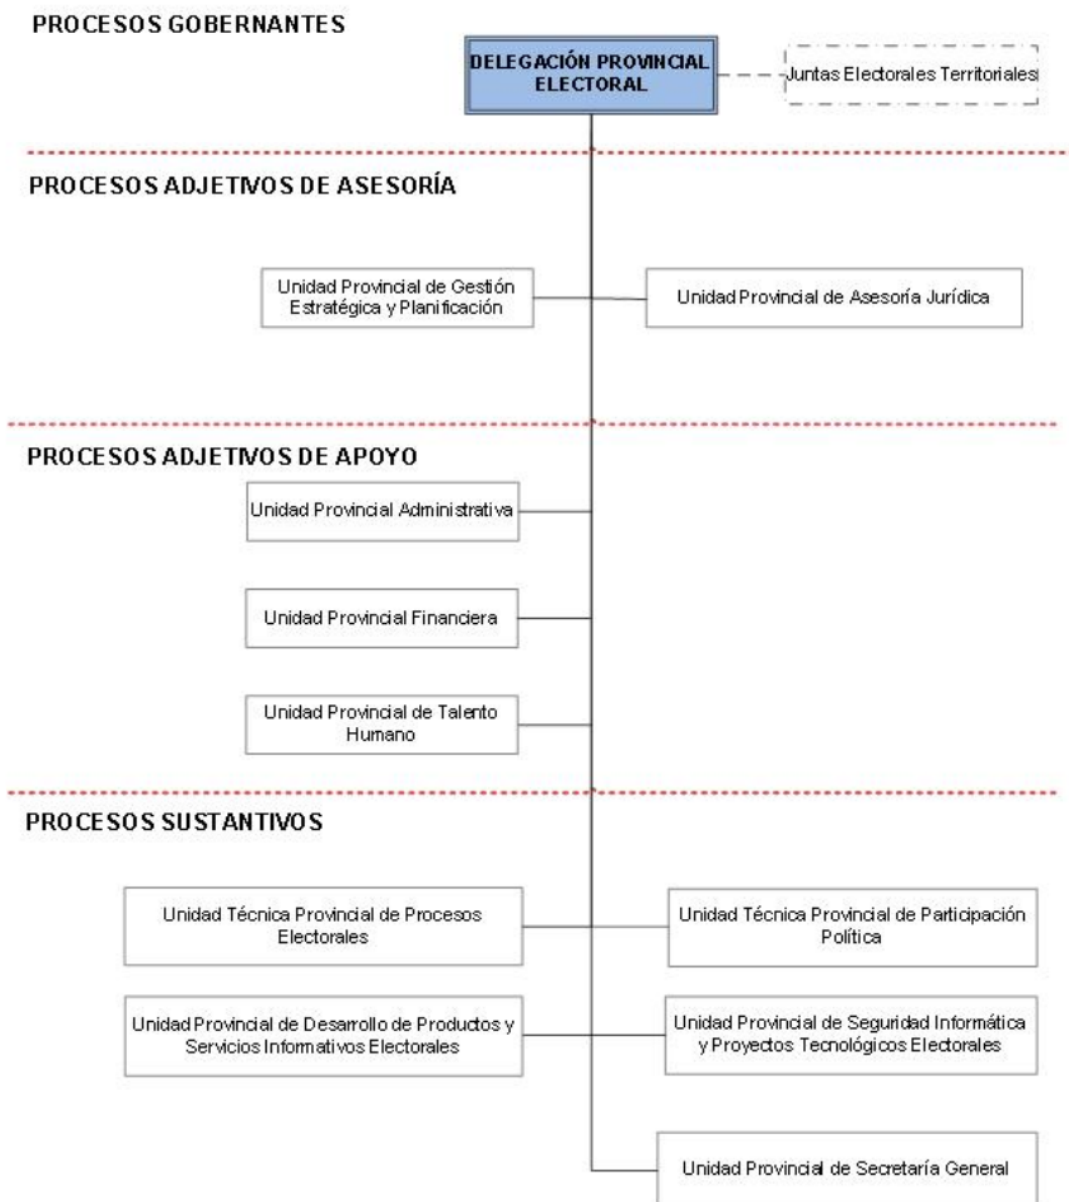 PROCESOS GOBERNANTES
DELEGACIÓN PROVINCIAL
ELECTORAL
Juntas Electorales Territoriales
PROCESOS ADJETIVOS DE ASESORÍA
Unidad Provincial de Gestión
Estratégica y Planificación
Unidad Provincial de Asesoría Jurídica
PROCESOS ADJETIVOS DE APOYO
Unidad Provincial Administrativa
Unidad Provincial Financiera
Unidad Provincial de Talento
Humano
PROCESOS SUSTANTIVOS
Unidad Técnica Provincial de Procesos
Electorales
Unidad Técnica Provincial de Participación
Política
Unidad Provincial de Desarrollo de Productos y
Servicios Informativos Electorales
Unidad Provincial de Seguridad Informática
y Proyectos Tecnológicos Electorales
Unidad Provincial de Secretaría General